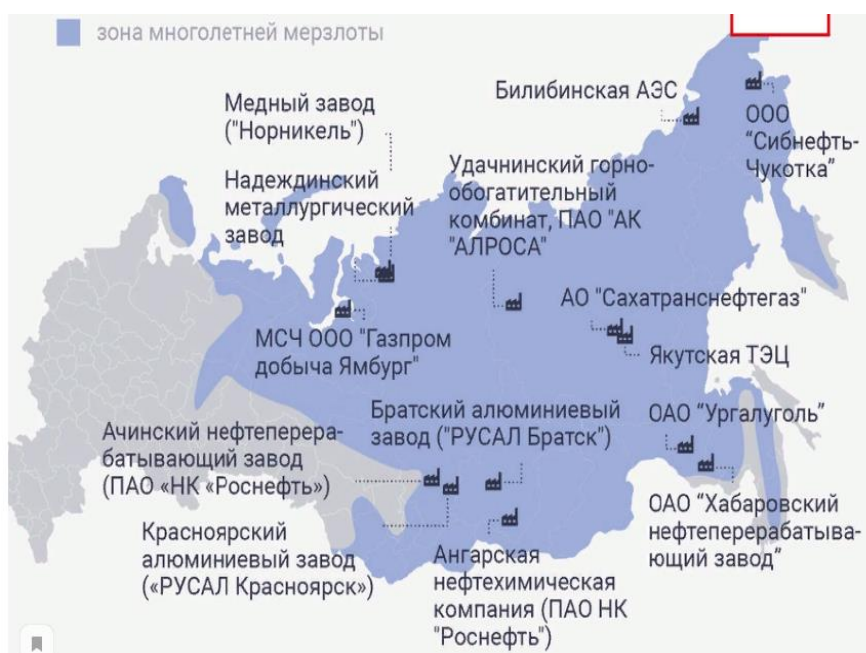 зона многолетней мерзлоты
Медный завод
("Норникель")
Надеждинский
металлургический
завод
Билибинская АЭС
ООО
“Сибнефть-
Чукотка”
Удачнинский горно-
обогатительный
комбинат, ПАО "АК
"АЛРОСА"
АО "Сахатранснефтегаз"
Якутская ТЭЦ
МСЧ ООО "Газпром
добыча Ямбург"
Братский алюминиевый
завод ("РУСАЛ Братск")
ОАО “Ургалуголь”
Ачинский нефтеперера-
батывающий завод
(ПАО «НК «Роснефть»)
ОАО “Хабаровский
нефтеперерабатыва-
ющий завод”
Красноярский
алюминиевый завод
(«РУСАЛ Красноярск»)
Ангарская
нефтехимическая
компания (ПАО НК
"Роснефть")